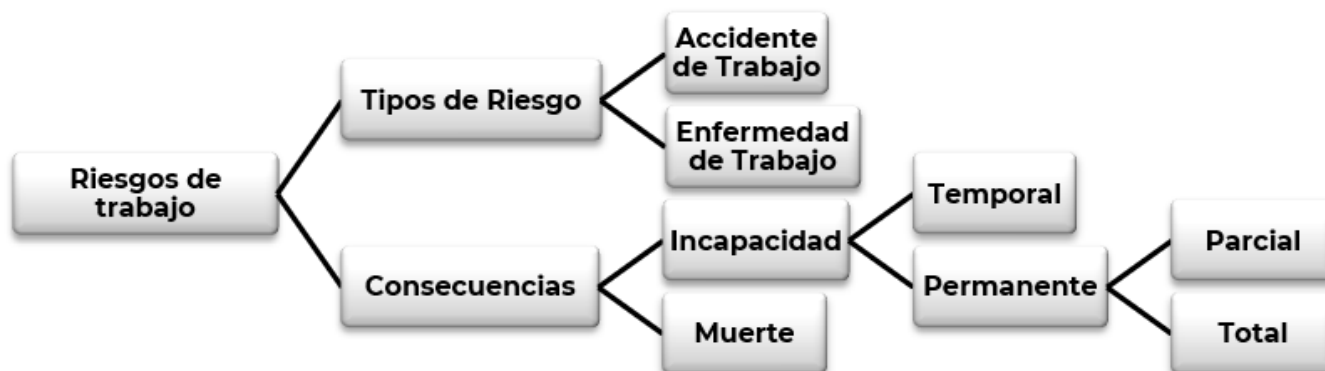 Riesgos de
trabajo
Tipos de Riesgo
Accidente
de Trabajo
Enfermedad
de Trabajo
Consecuencias
Incapacidad
Temporal
Permanente
Parcial
Total
Muerte